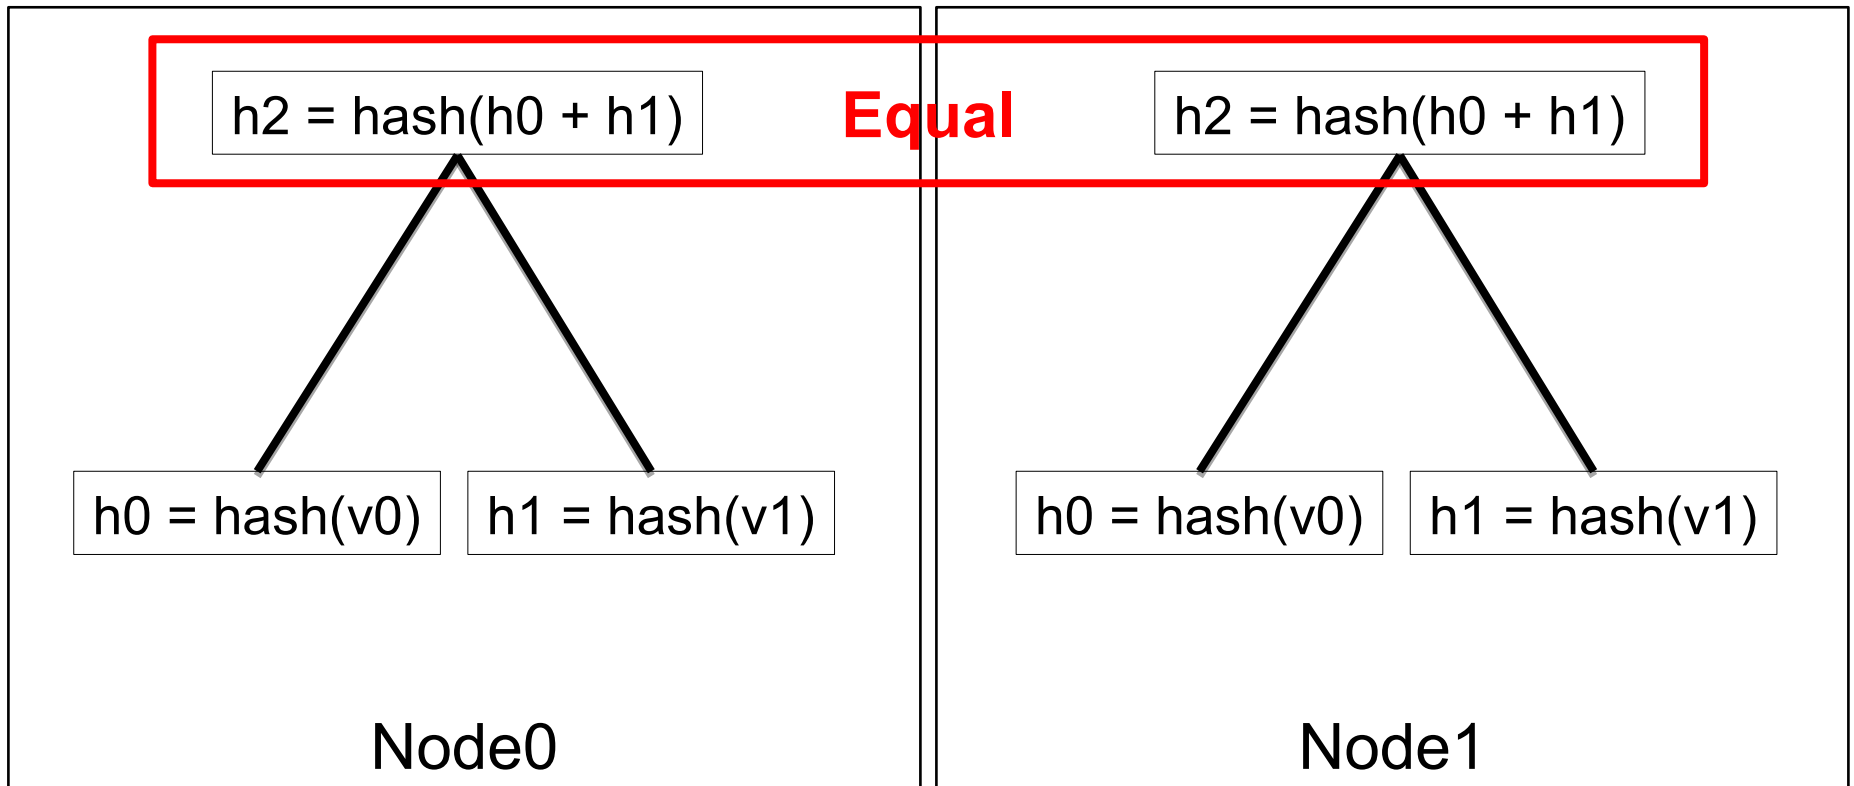 h2 = hash(h0 + h1)
Equal
h2 = hash(h0 + h1)
h0 = hash(v0)
h1 = hash(v1)
h0 = hash(v0)
h1 = hash(v1)
Node0
Node1